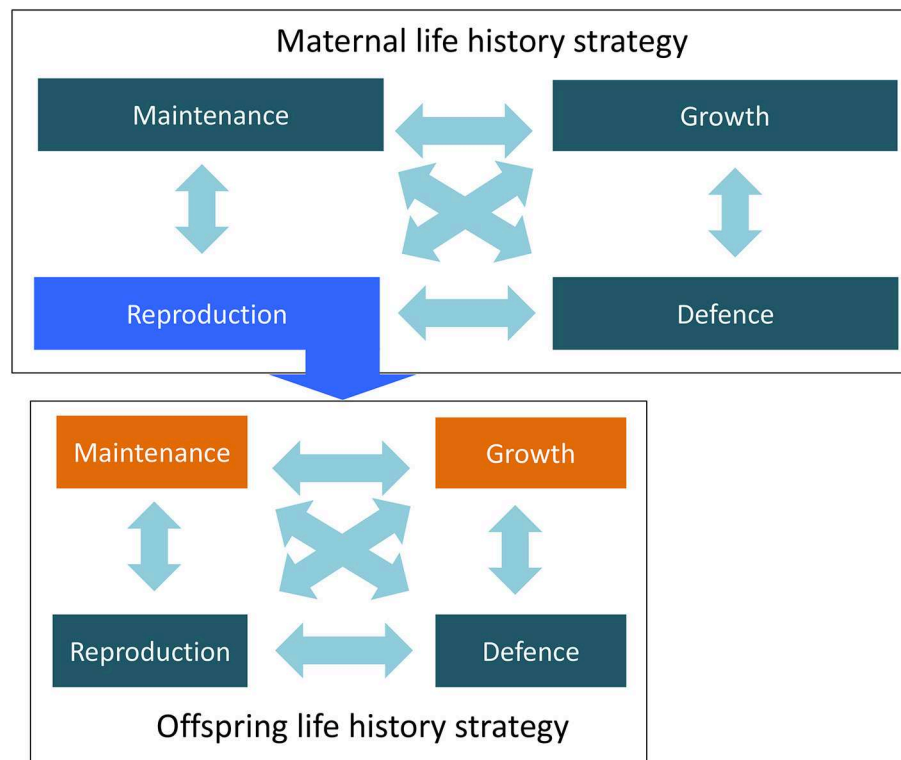 Maternal life history strategy
Maintenance
Growth
Reproduction
Defence
Maintenance
Growth
Reproduction
Defence
Offspring life history strategy